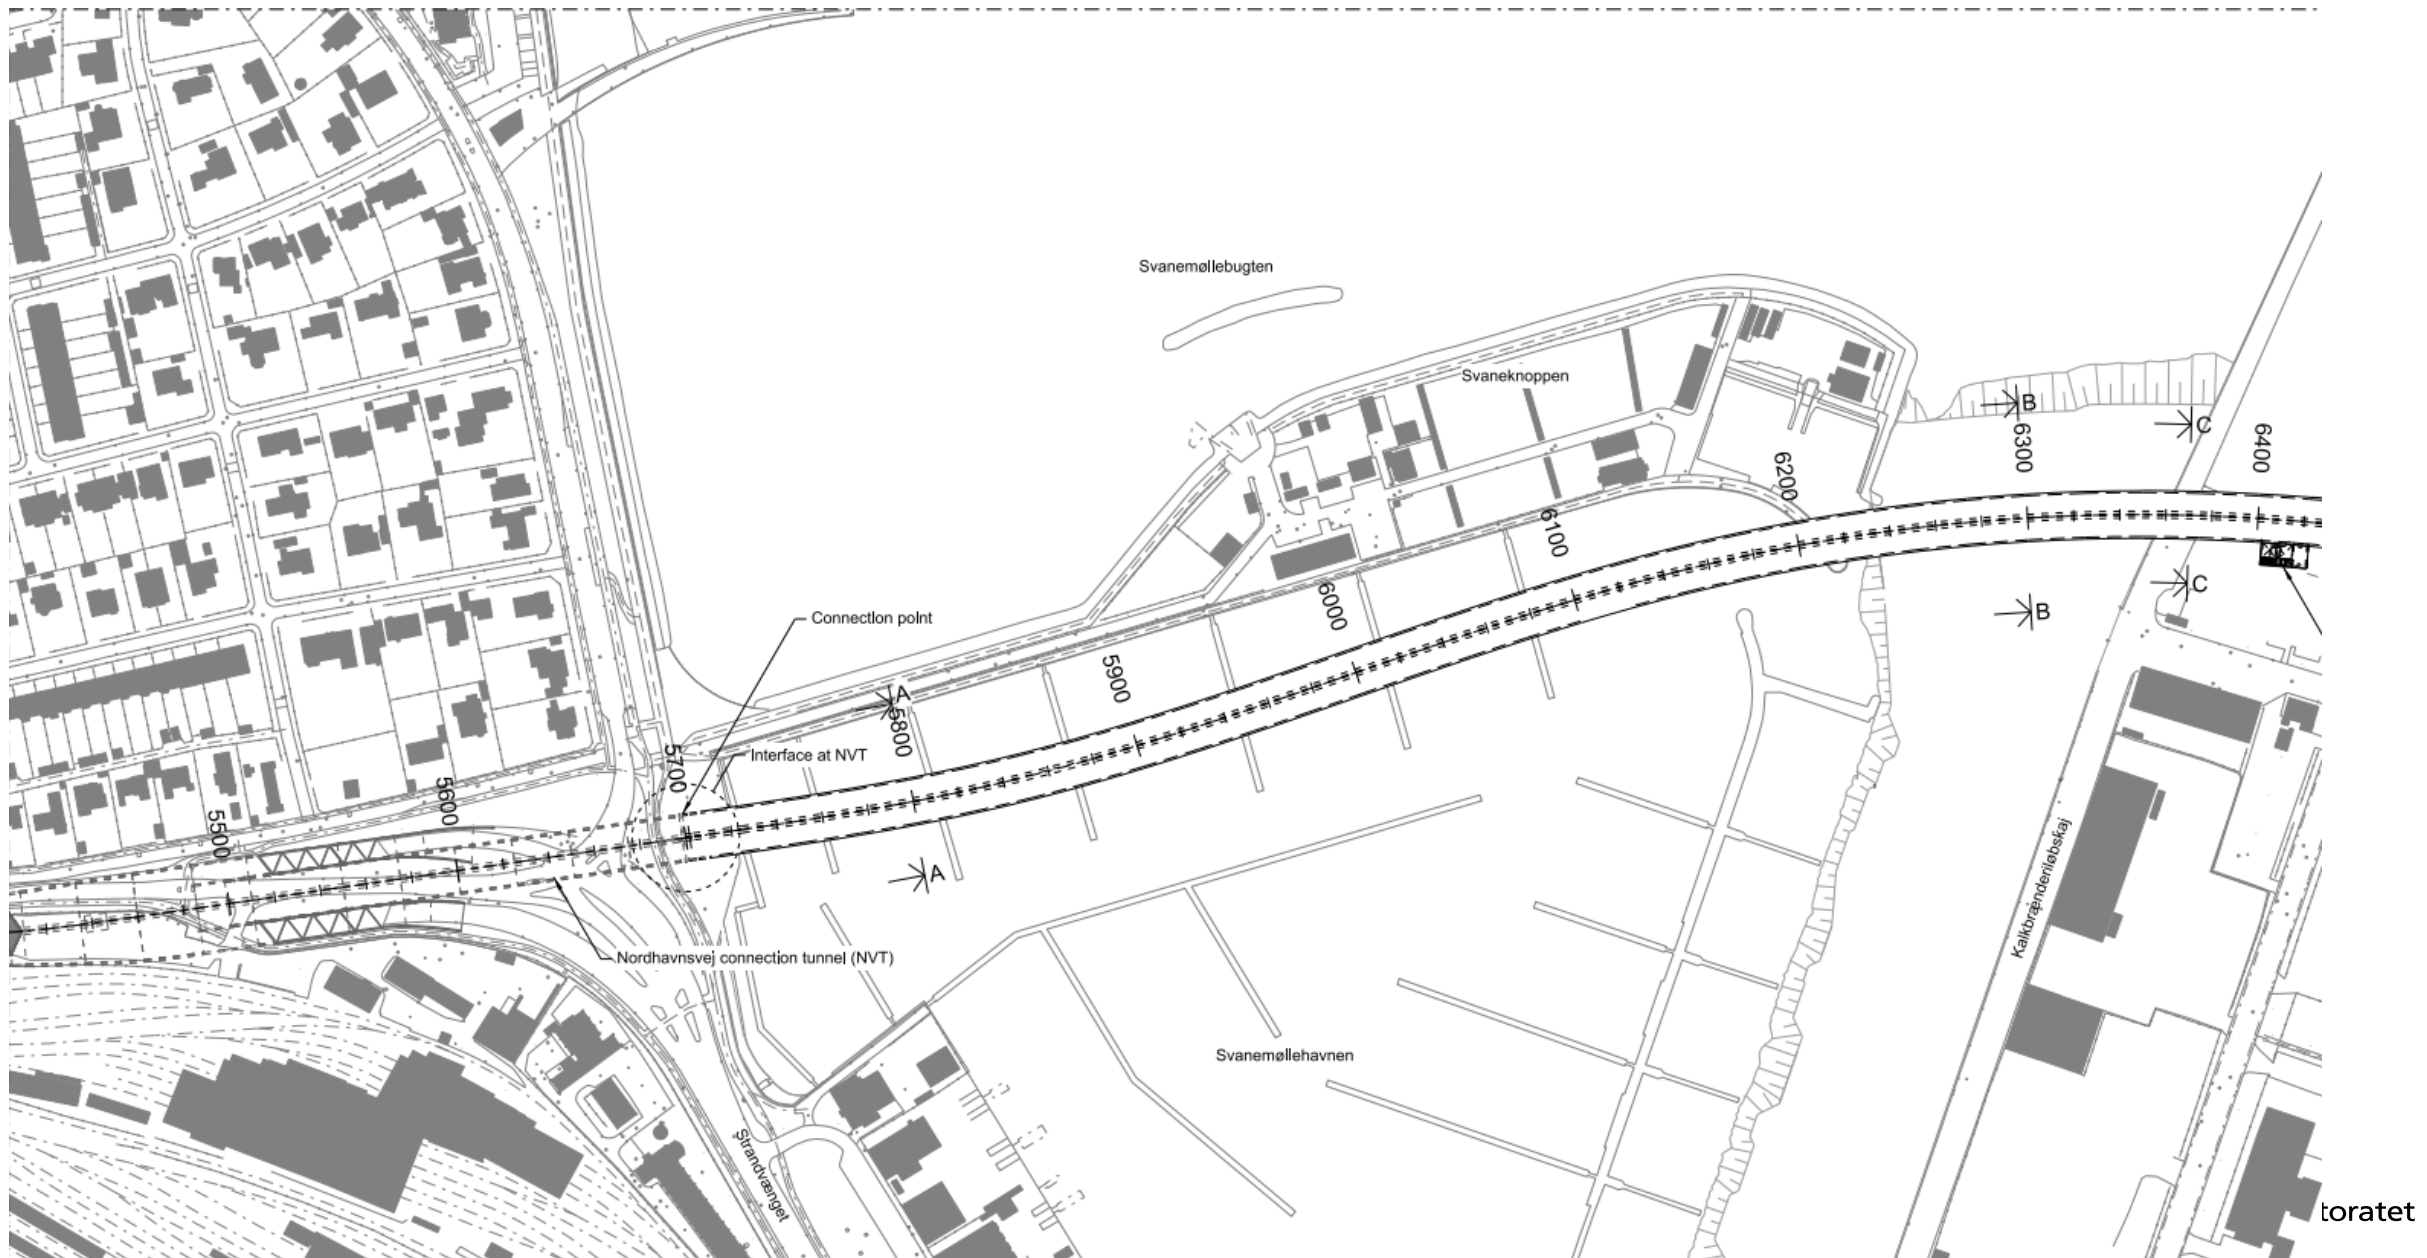 Svanemøllebugten
Svaneknoppen
B
C
6300
6400
6200
6100
6000
Connection point
C
B
5900
A
5800
5700
Interface at NVT
5600
5500
A
Kalkbrænderiløbskaj
Nordhavnsvej connection tunnel (NVT)
Svanemøllehavnen
Strandvænget
toratet